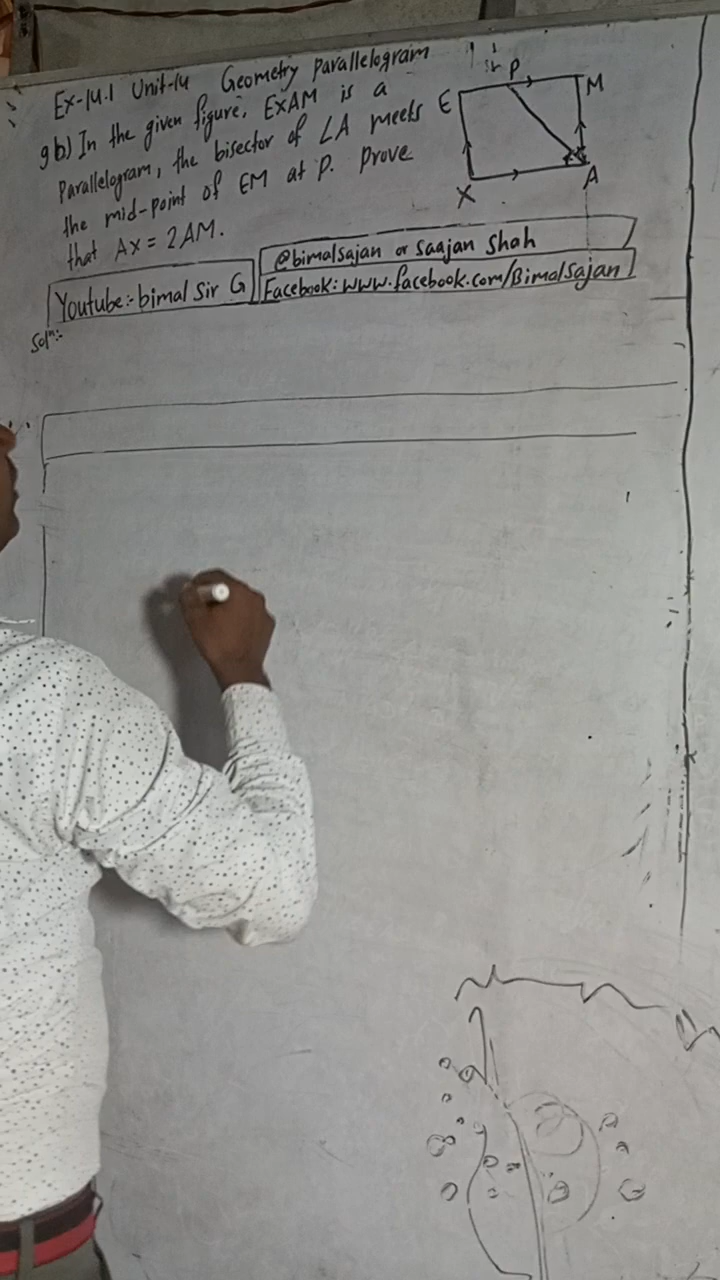 Ex-14.1 Unit-14 Geometry Parallelogram
9b) In the given figure, EXAM is a
Parallelogram, the bisector of ∠A meets
the mid-point of EM at P. Prove
that AX = 2AM.
E P M
X A
@bimalsajan or Saajan Shah
Youtube:- bimal Sir G
Facebook: www.facebook.com/Bimalsajan
Solⁿ:-